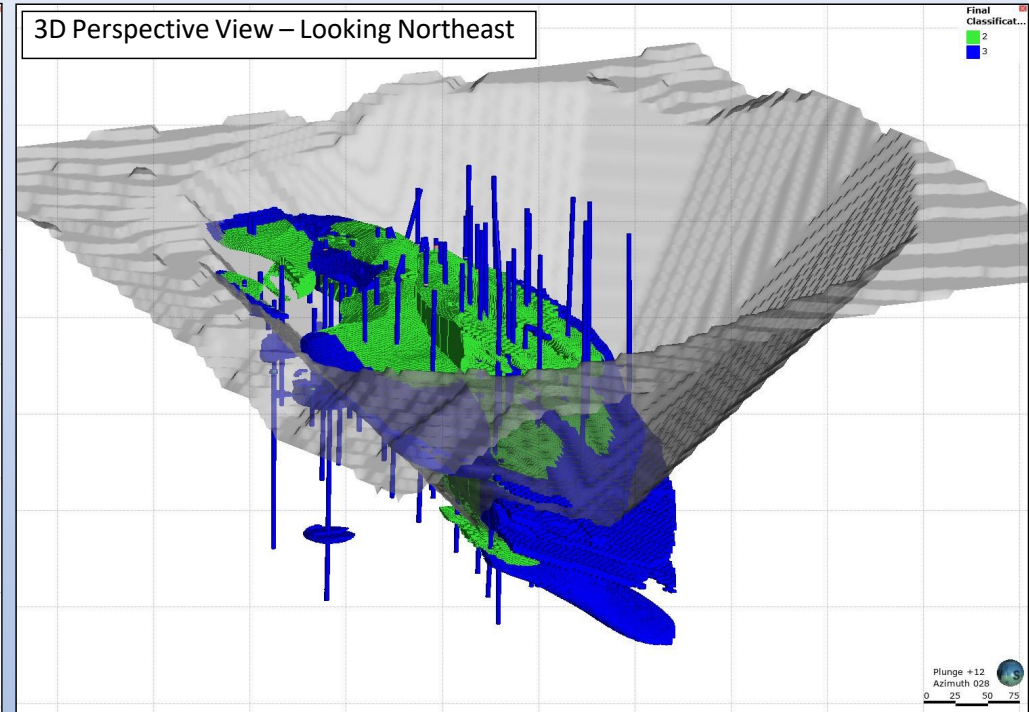 3D Perspective View – Looking Northeast
Final
Classificat...
2
3
Plunge +12
Azimuth 028
S
0 25 50 75